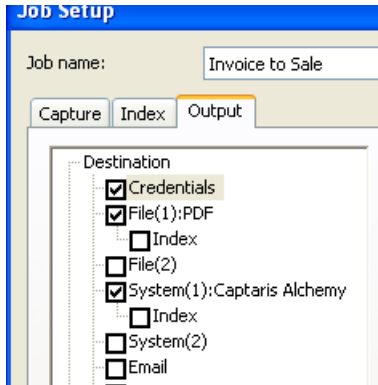 Job Setup
Job name: Invoice to Sale
Capture Index Output
Destination
Credentials
File(1):PDF
Index
File(2)
System(1):Captaris Alchemy
Index
System(2)
Email